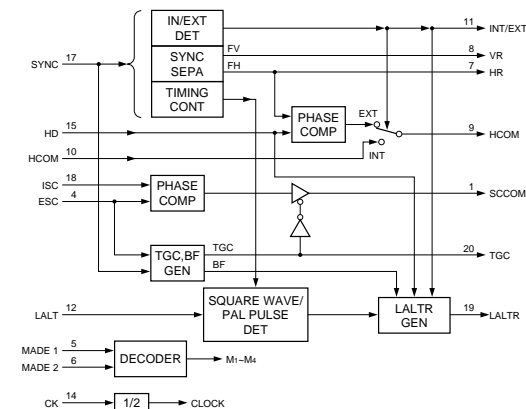 IN/EXT
DET
11
INT/EXT
SYNC
SEPA
FV
8
VR
SYNC
17
FH
7
HR
TIMING
CONT
HD
15
PHASE
COMP
EXT
9
HCOM
HCOM
10
INT
ISC
18
PHASE
COMP
1
SCCOM
ESC
4
TGC,BF
GEN
TGC
20
TGC
BF
LALT
12
SQUARE WAVE/
PAL PULSE
DET
LALTR
GEN
19
LALTR
MADE 1
5
MADE 2
6
DECODER
M1~M4
CK
14
1/2
CLOCK